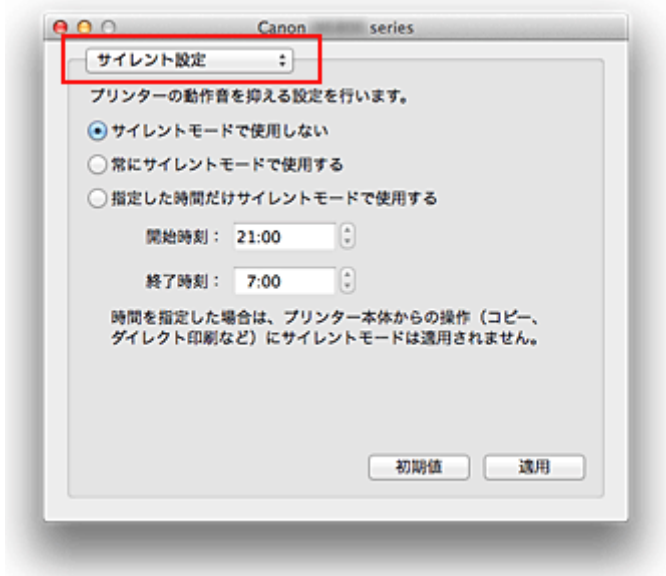 Canon series
サイレント設定
プリンターの動作音を抑える設定を行います。
サイレントモードで使用しない
常にサイレントモードで使用する
指定した時間だけサイレントモードで使用する
開始時刻： 21:00
終了時刻： 7:00
時間を指定した場合は、プリンター本体からの操作（コピー、
ダイレクト印刷など）にサイレントモードは適用されません。
初期値 適用